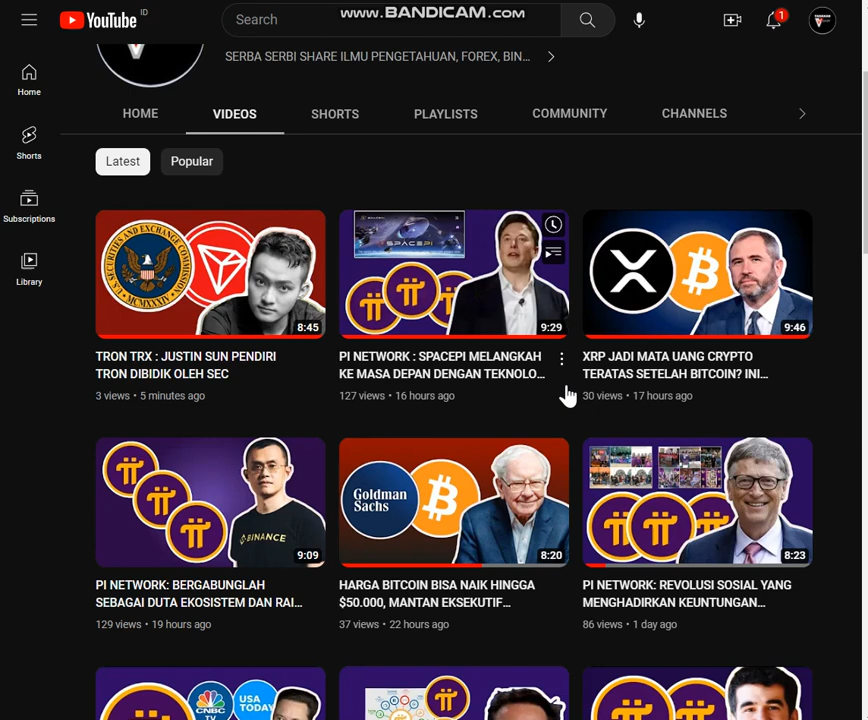 www.BANDICAM.com
YouTube ID
Search
1
SERBA SERBI SHARE ILMU PENGETAHUAN, FOREX, BIN...
Home
HOME
VIDEOS
SHORTS
PLAYLISTS
COMMUNITY
CHANNELS
Shorts
Latest
Popular
Subscriptions
Library
8:45
SPACEPI
9:29
9:46
TRON TRX : JUSTIN SUN PENDIRI
TRON DIBIDIK OLEH SEC
3 views • 5 minutes ago
PI NETWORK : SPACEPI MELANGKAH
KE MASA DEPAN DENGAN TEKNOLO...
127 views • 16 hours ago
XRP JADI MATA UANG CRYPTO
TERATAS SETELAH BITCOIN? INI...
30 views • 17 hours ago
BINANCE
9:09
Goldman
Sachs
8:20
8:23
PI NETWORK: BERGABUNGLAH
SEBAGAI DUTA EKOSISTEM DAN RAI...
129 views • 19 hours ago
HARGA BITCOIN BISA NAIK HINGGA
$50.000, MANTAN EKSEKUTIF...
37 views • 22 hours ago
PI NETWORK: REVOLUSI SOSIAL YANG
MENGHADIRKAN KEUNTUNGAN...
86 views • 1 day ago
CNBC
TV
USA
TODAY